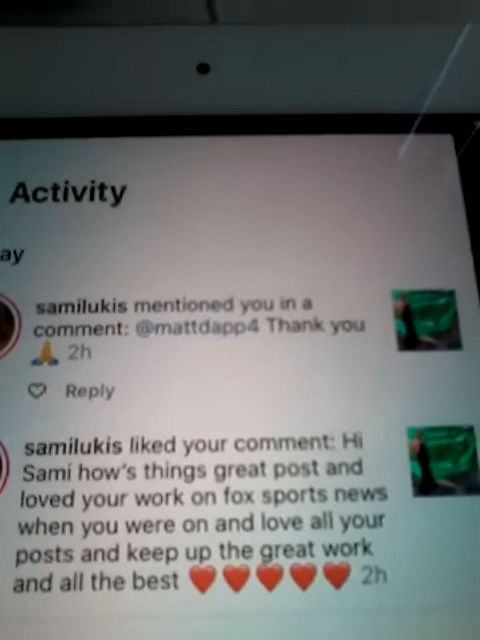 Activity
ay
samilukis mentioned you in a
comment: @mattdapp4 Thank you
🙏 2h
Reply
samilukis liked your comment: Hi
Sami how's things great post and
loved your work on fox sports news
when you were on and love all your
posts and keep up the great work
and all the best ❤️❤️❤️❤️❤️ 2h